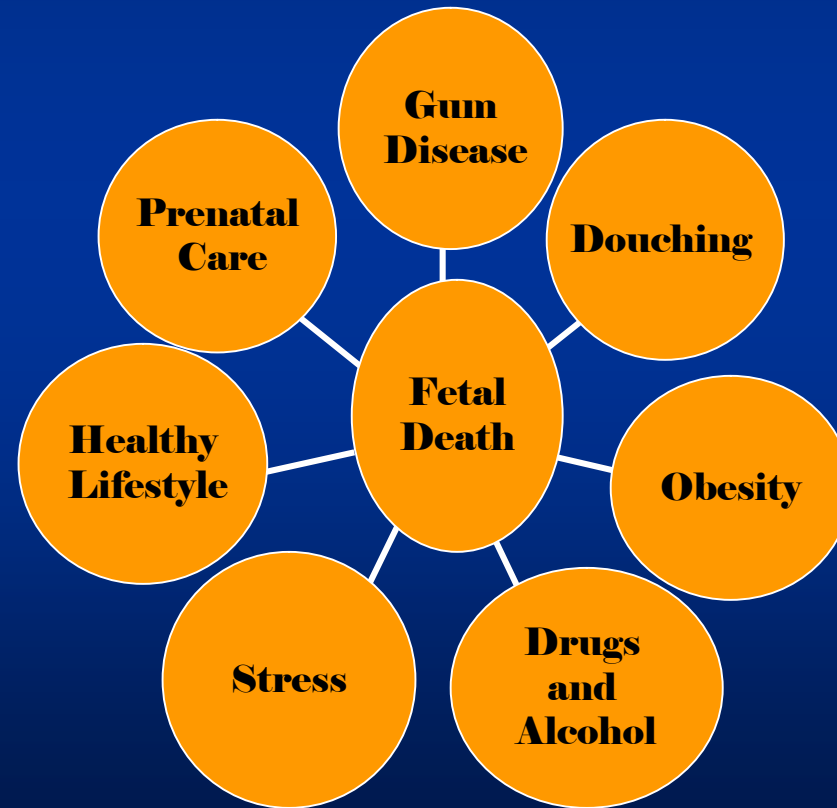 Gum
Disease
Prenatal
Care
Douching
Fetal
Death
Healthy
Lifestyle
Obesity
Stress
Drugs
and
Alcohol